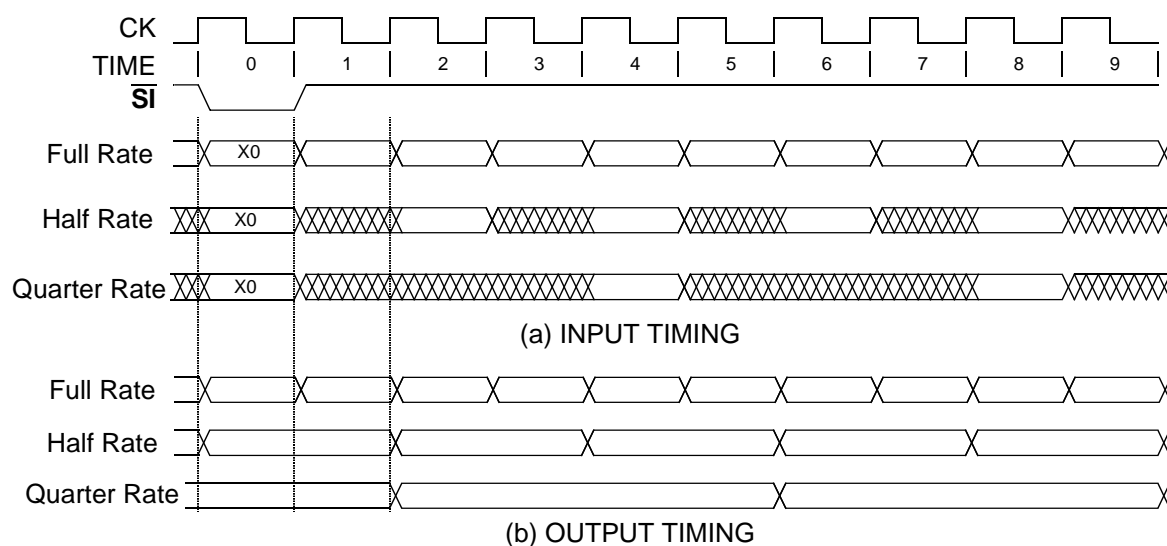 CK
TIME 0 1 2 3 4 5 6 7 8 9
SI
Full Rate X0
Half Rate X0
Quarter Rate X0
(a) INPUT TIMING
Full Rate
Half Rate
Quarter Rate
(b) OUTPUT TIMING